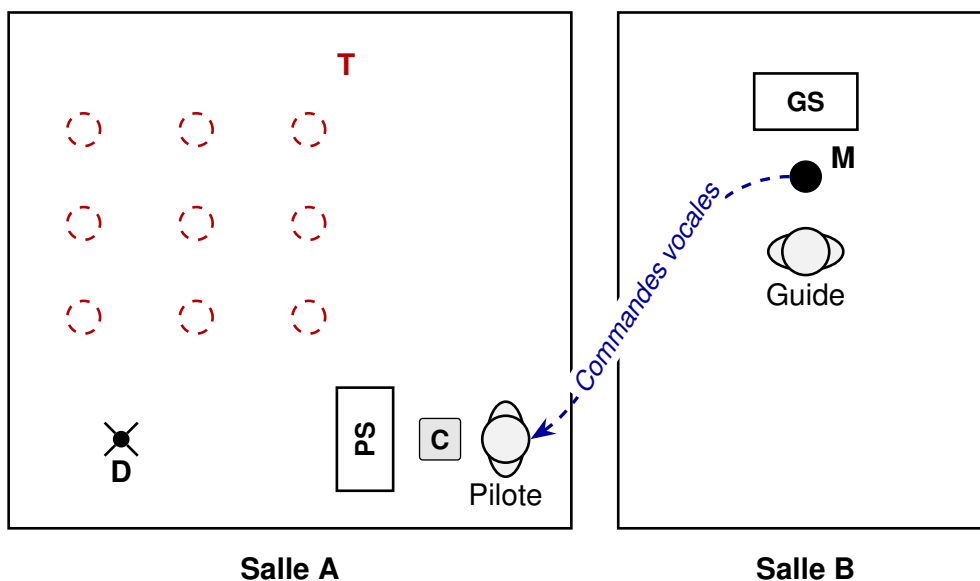 T
GS
M
Commandes vocales
Guide
PS
C
D
Pilote
Salle A
Salle B